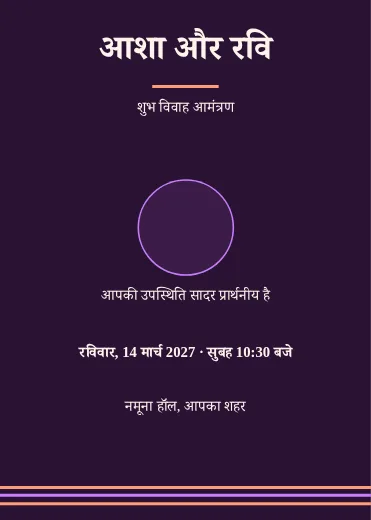 आशा और रवि
शुभ विवाह आमंत्रण
आपकी उपस्थिति सादर प्रार्थनीय है
रविवार, 14 मार्च 2027 · सुबह 10:30 बजे
नमूना हॉल, आपका शहर